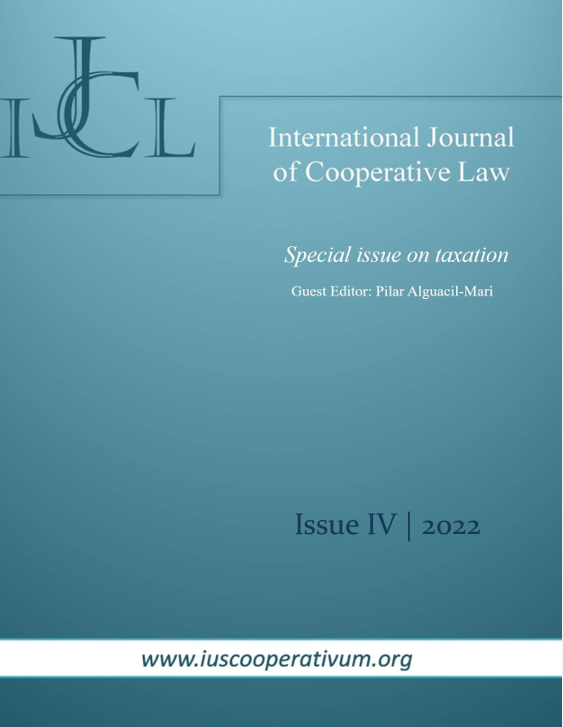 IJCL
International Journal
of Cooperative Law
Special issue on taxation
Guest Editor: Pilar Alguacil-Mari
Issue IV | 2022
www.iuscooperativum.org